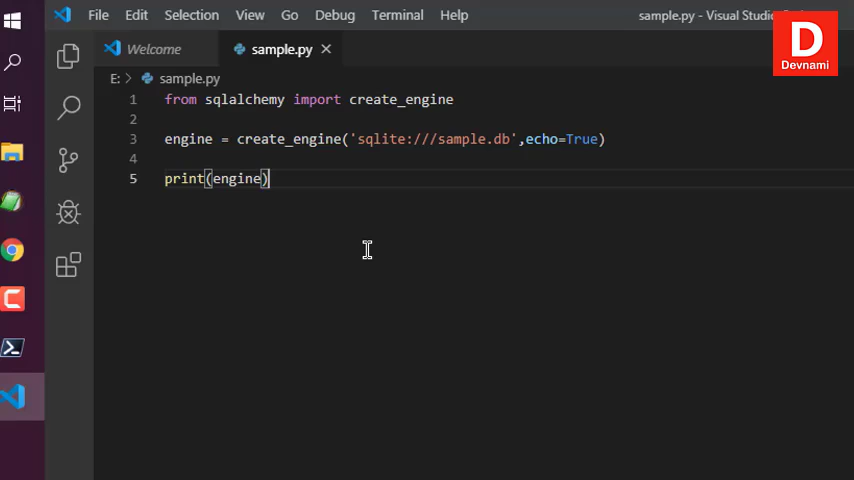 File Edit Selection View Go Debug Terminal Help sample.py - Visual Studio
D
Devnami
Welcome sample.py
E: > sample.py
1 from sqlalchemy import create_engine
2
3 engine = create_engine('sqlite:///sample.db',echo=True)
4
5 print(engine)